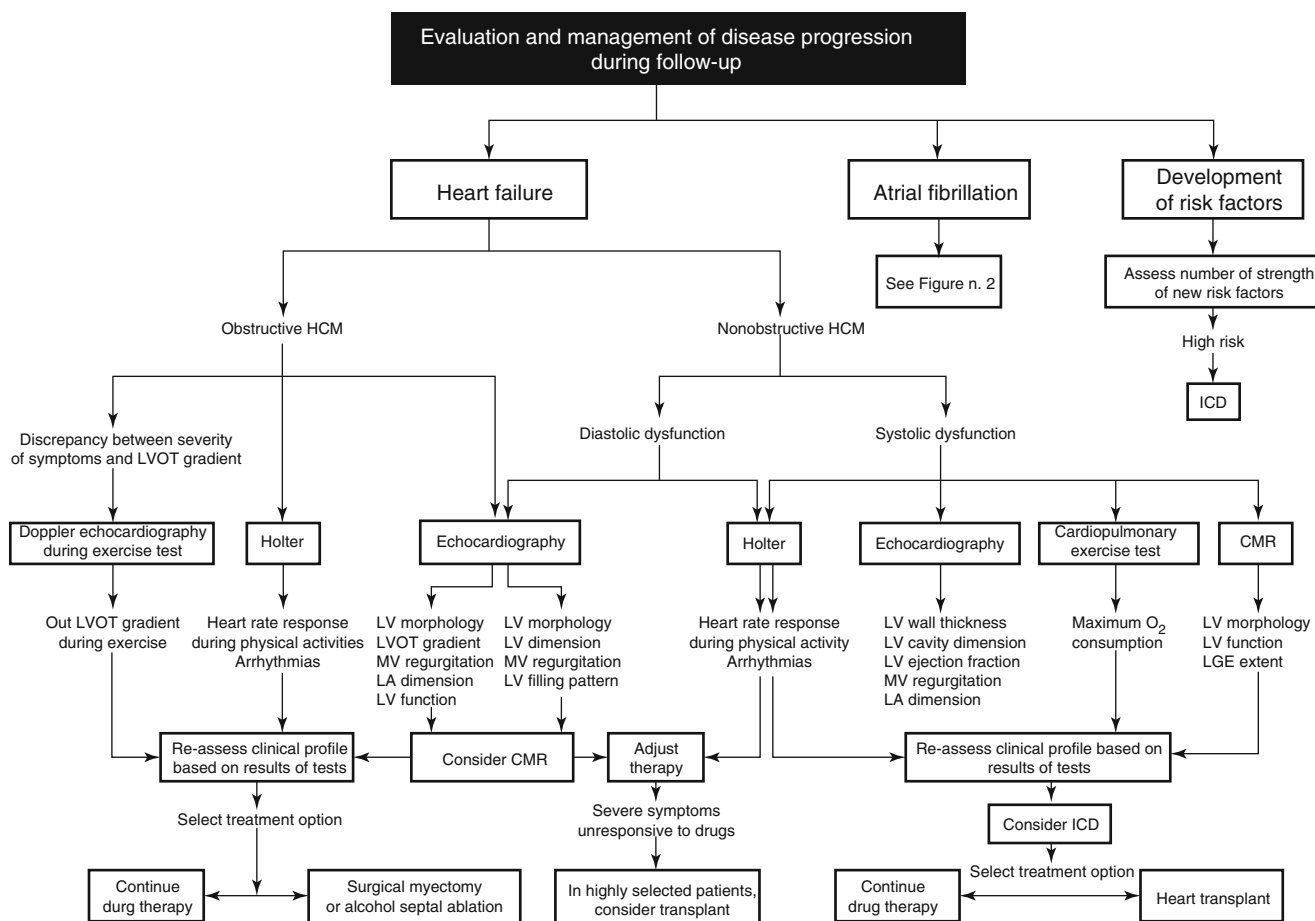 Evaluation and management of disease progression
during follow-up
Heart failure
Atrial fibrillation
Development
of risk factors
See Figure n. 2
Assess number of strength
of new risk factors
Obstructive HCM
Nonobstructive HCM
High risk
ICD
Discrepancy between severity
of symptoms and LVOT gradient
Diastolic dysfunction
Systolic dysfunction
Doppler echocardiography
during exercise test
Holter
Echocardiography
Holter
Echocardiography
Cardiopulmonary
exercise test
CMR
Out LVOT gradient
during exercise
Heart rate response
during physical activities
Arrhythmias
LV morphology
LVOT gradient
MV regurgitation
LA dimension
LV function
LV morphology
LV dimension
MV regurgitation
LV filling pattern
Heart rate response
during physical activity
Arrhythmias
LV wall thickness
LV cavity dimension
LV ejection fraction
MV regurgitation
LA dimension
Maximum O2
consumption
LV morphology
LV function
LGE extent
Re-assess clinical profile
based on results of tests
Consider CMR
Adjust
therapy
Re-assess clinical profile based on
results of tests
Select treatment option
Severe symptoms
unresponsive to drugs
Consider ICD
Select treatment option
Continue
durg therapy
Surgical myectomy
or alcohol septal ablation
In highly selected patients,
consider transplant
Continue
drug therapy
Heart transplant